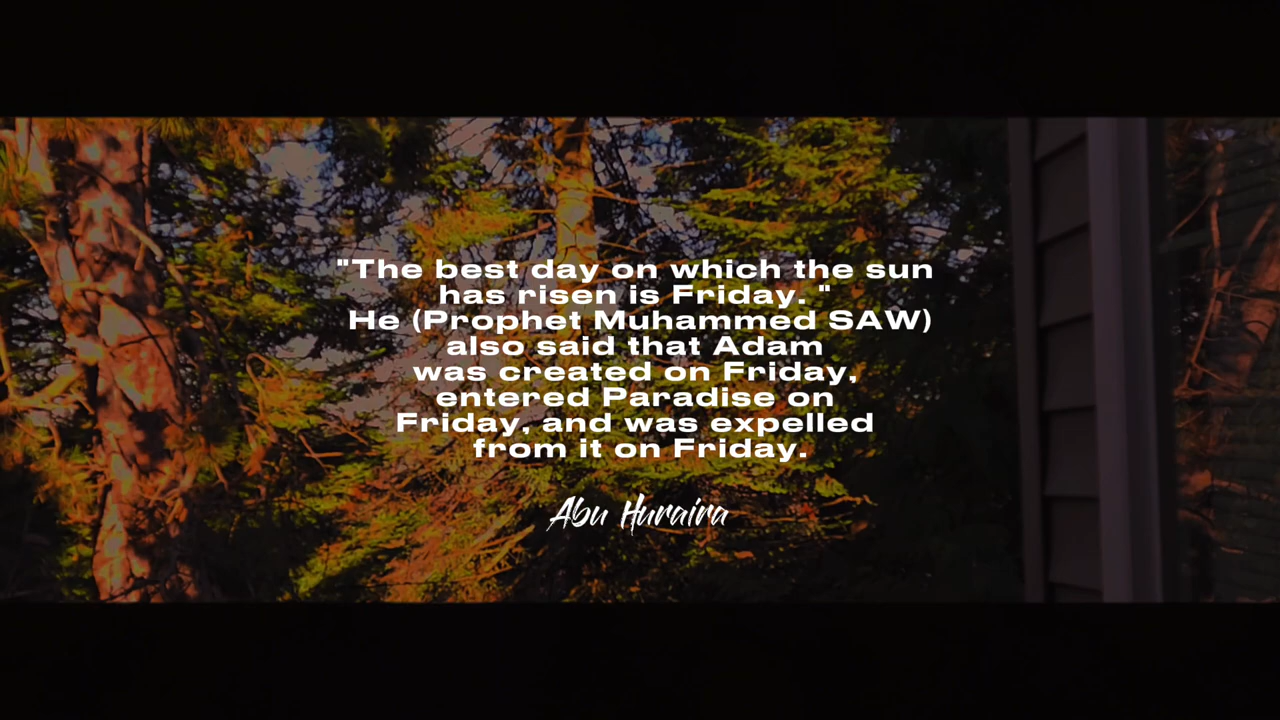 "The best day on which the sun
has risen is Friday. "
He (Prophet Muhammed SAW)
also said that Adam
was created on Friday,
entered Paradise on
Friday, and was expelled
from it on Friday.
Abu Huraira